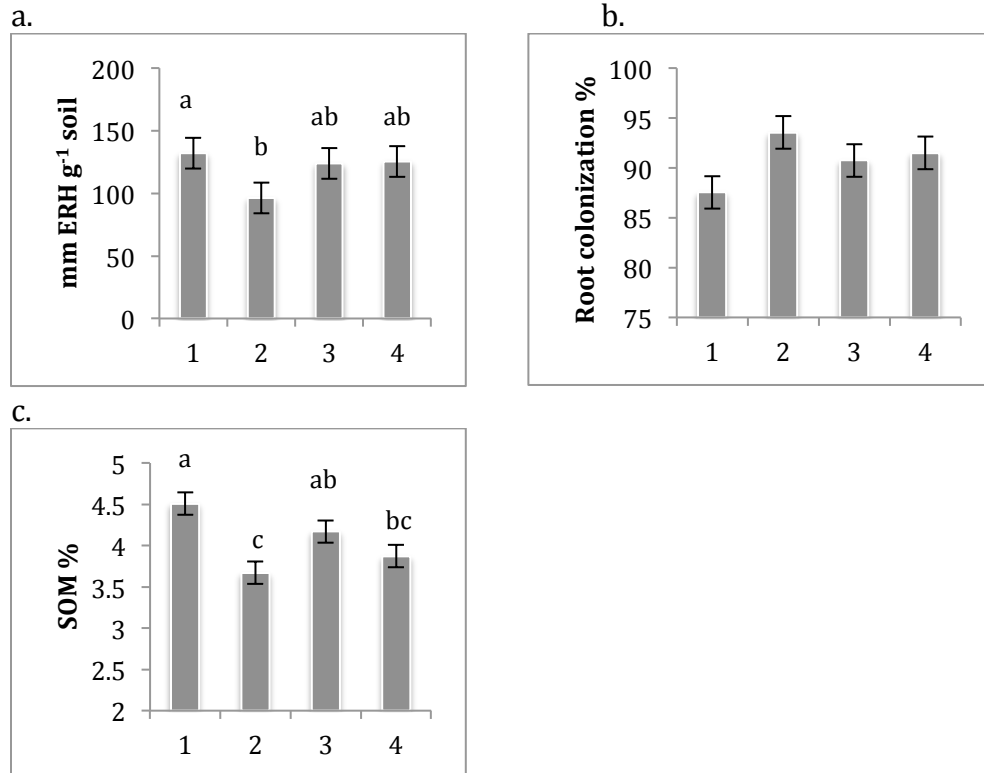 a.
mm ERH g⁻¹ soil
200
150
100
50
0
a
b
ab
ab
1 2 3 4
b.
Root colonization %
100
95
90
85
80
75
1 2 3 4
c.
SOM %
5
4.5
4
3.5
3
2.5
2
a
c
ab
bc
1 2 3 4